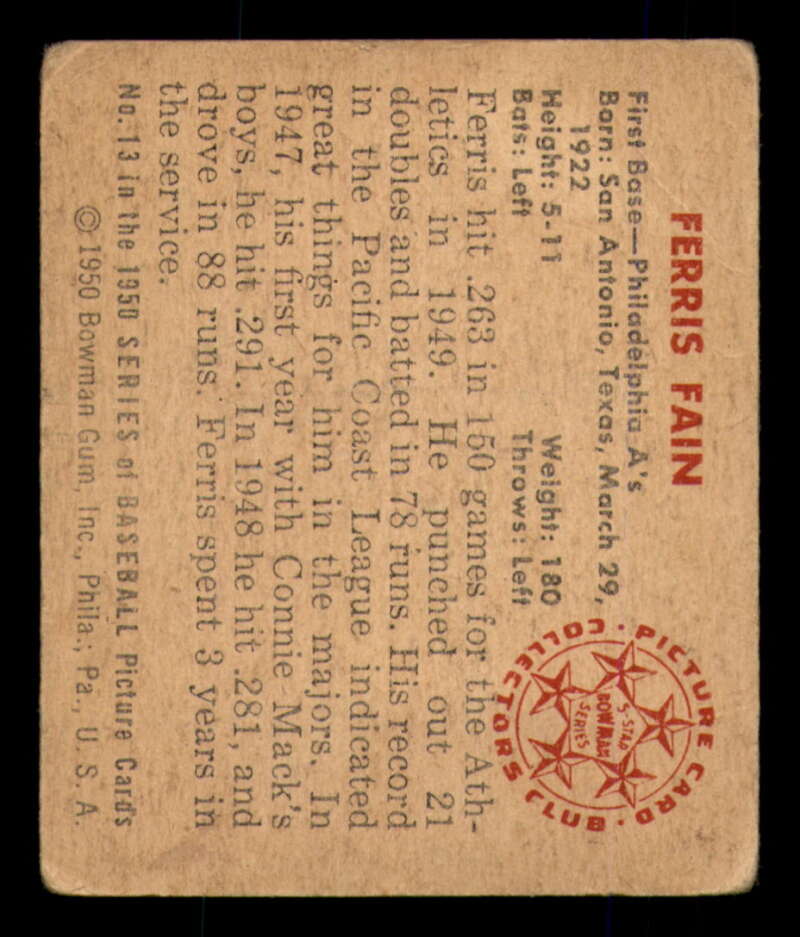 FERRIS FAIN
First Base—Philadelphia A's
Born: San Antonio, Texas, March 29,
1922
Height: 5-11 Weight: 180
Bats: Left Throws: Left
Ferris hit .263 in 150 games for the Ath-
letics in 1949. He punched out 21
doubles and batted in 78 runs. His record
in the Pacific Coast League indicated
great things for him in the majors. In
1947, his first year with Connie Mack's
boys, he hit .291. In 1948 he hit .281, and
drove in 88 runs. Ferris spent 3 years in
the service.
No. 13 in the 1950 SERIES of BASEBALL Picture Cards
© 1950 Bowman Gum, Inc., Phila., Pa., U. S. A.
PICTURE CARD · COLLECTORS CLUB ·
5-STAR
BOWMAN
SERIES